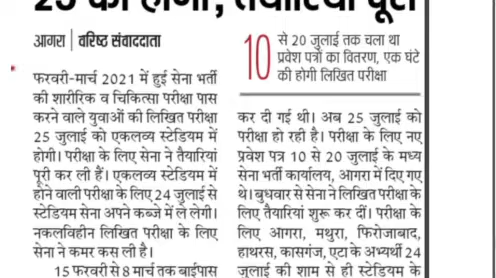 25 को होगी, तैयारियां पूरी
आगरा | वरिष्ठ संवाददाता
10 से 20 जुलाई तक चला था
प्रवेश पत्रों का वितरण, एक घंटे
की होगी लिखित परीक्षा
फरवरी-मार्च 2021 में हुई सेना भर्ती
की शारीरिक व चिकित्सा परीक्षा पास
करने वाले युवाओं की लिखित परीक्षा
25 जुलाई को एकलव्य स्टेडियम में
होगी। परीक्षा के लिए सेना ने तैयारियां
पूरी कर ली हैं। एकलव्य स्टेडियम में
होने वाली परीक्षा के लिए 24 जुलाई से
स्टेडियम सेना अपने कब्जे में ले लेगी।
नकलविहीन लिखित परीक्षा के लिए
सेना ने कमर कस ली है।
15 फरवरी से 8 मार्च तक बाईपास
कर दी गई थी। अब 25 जुलाई को
परीक्षा हो रही है। परीक्षा के लिए नए
प्रवेश पत्र 10 से 20 जुलाई के मध्य
सेना भर्ती कार्यालय, आगरा में दिए गए
थे। बुधवार से सेना ने लिखित परीक्षा के
लिए तैयारियां शुरू कर दीं। परीक्षा के
लिए आगरा, मथुरा, फिरोजाबाद,
हाथरस, कासगंज, एटा के अभ्यर्थी 24
जुलाई की शाम से ही स्टेडियम के